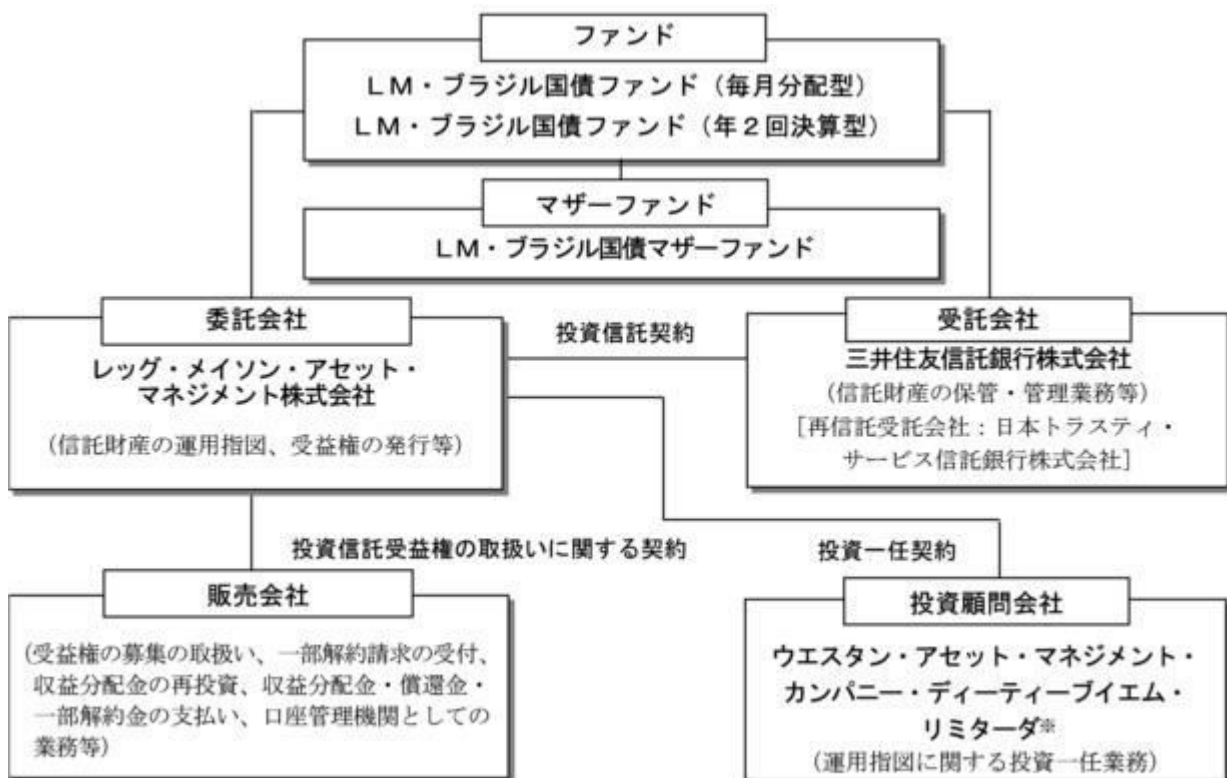 ファンド
ＬＭ・ブラジル国債ファンド（毎月分配型）
ＬＭ・ブラジル国債ファンド（年２回決算型）
マザーファンド
ＬＭ・ブラジル国債マザーファンド
委託会社
レッグ・メイソン・アセット・
マネジメント株式会社
（信託財産の運用指図、受益権の発行等）
投資信託契約
受託会社
三井住友信託銀行株式会社
（信託財産の保管・管理業務等）
［再信託受託会社：日本トラスティ・
サービス信託銀行株式会社］
投資信託受益権の取扱いに関する契約
投資一任契約
販売会社
（受益権の募集の取扱い、一部解約請求の受付、
収益分配金の再投資、収益分配金・償還金・
一部解約金の支払い、口座管理機関としての
業務等）
投資顧問会社
ウエスタン・アセット・マネジメント・
カンパニー・ディーティーブイエム・
リミターダ※
（運用指図に関する投資一任業務）